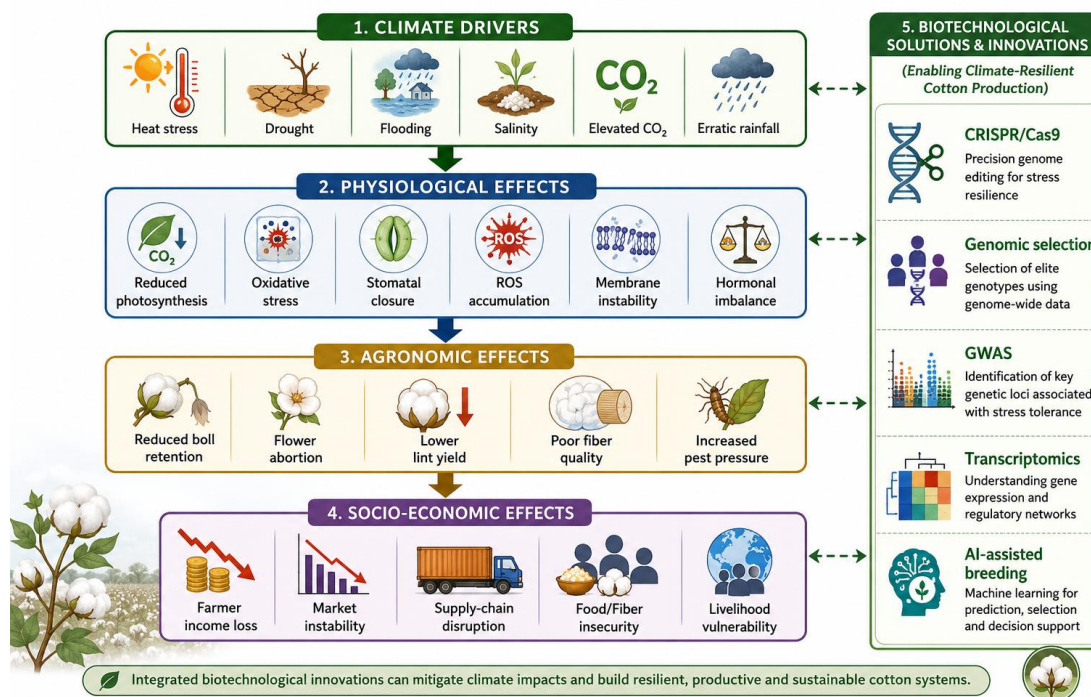 1. CLIMATE DRIVERS
Heat stress
Drought
Flooding
Salinity
CO₂
Elevated CO₂
Erratic rainfall
2. PHYSIOLOGICAL EFFECTS
CO₂
Reduced
photosynthesis
Oxidative
stress
Stomatal
closure
ROS
ROS
accumulation
Membrane
instability
Hormonal
imbalance
3. AGRONOMIC EFFECTS
Reduced boll
retention
Flower
abortion
Lower
lint yield
Poor fiber
quality
Increased
pest pressure
4. SOCIO-ECONOMIC EFFECTS
Farmer
income loss
Market
instability
Supply-chain
disruption
Food/Fiber
insecurity
Livelihood
vulnerability
5. BIOTECHNOLOGICAL
SOLUTIONS & INNOVATIONS
(Enabling Climate-Resilient
Cotton Production)
CRISPR/Cas9
Precision genome
editing for stress
resilience
Genomic selection
Selection of elite
genotypes using
genome-wide data
GWAS
Identification of key
genetic loci associated
with stress tolerance
Transcriptomics
Understanding gene
expression and
regulatory networks
AI-assisted
breeding
Machine learning for
prediction, selection
and decision support
Integrated biotechnological innovations can mitigate climate impacts and build resilient, productive and sustainable cotton systems.